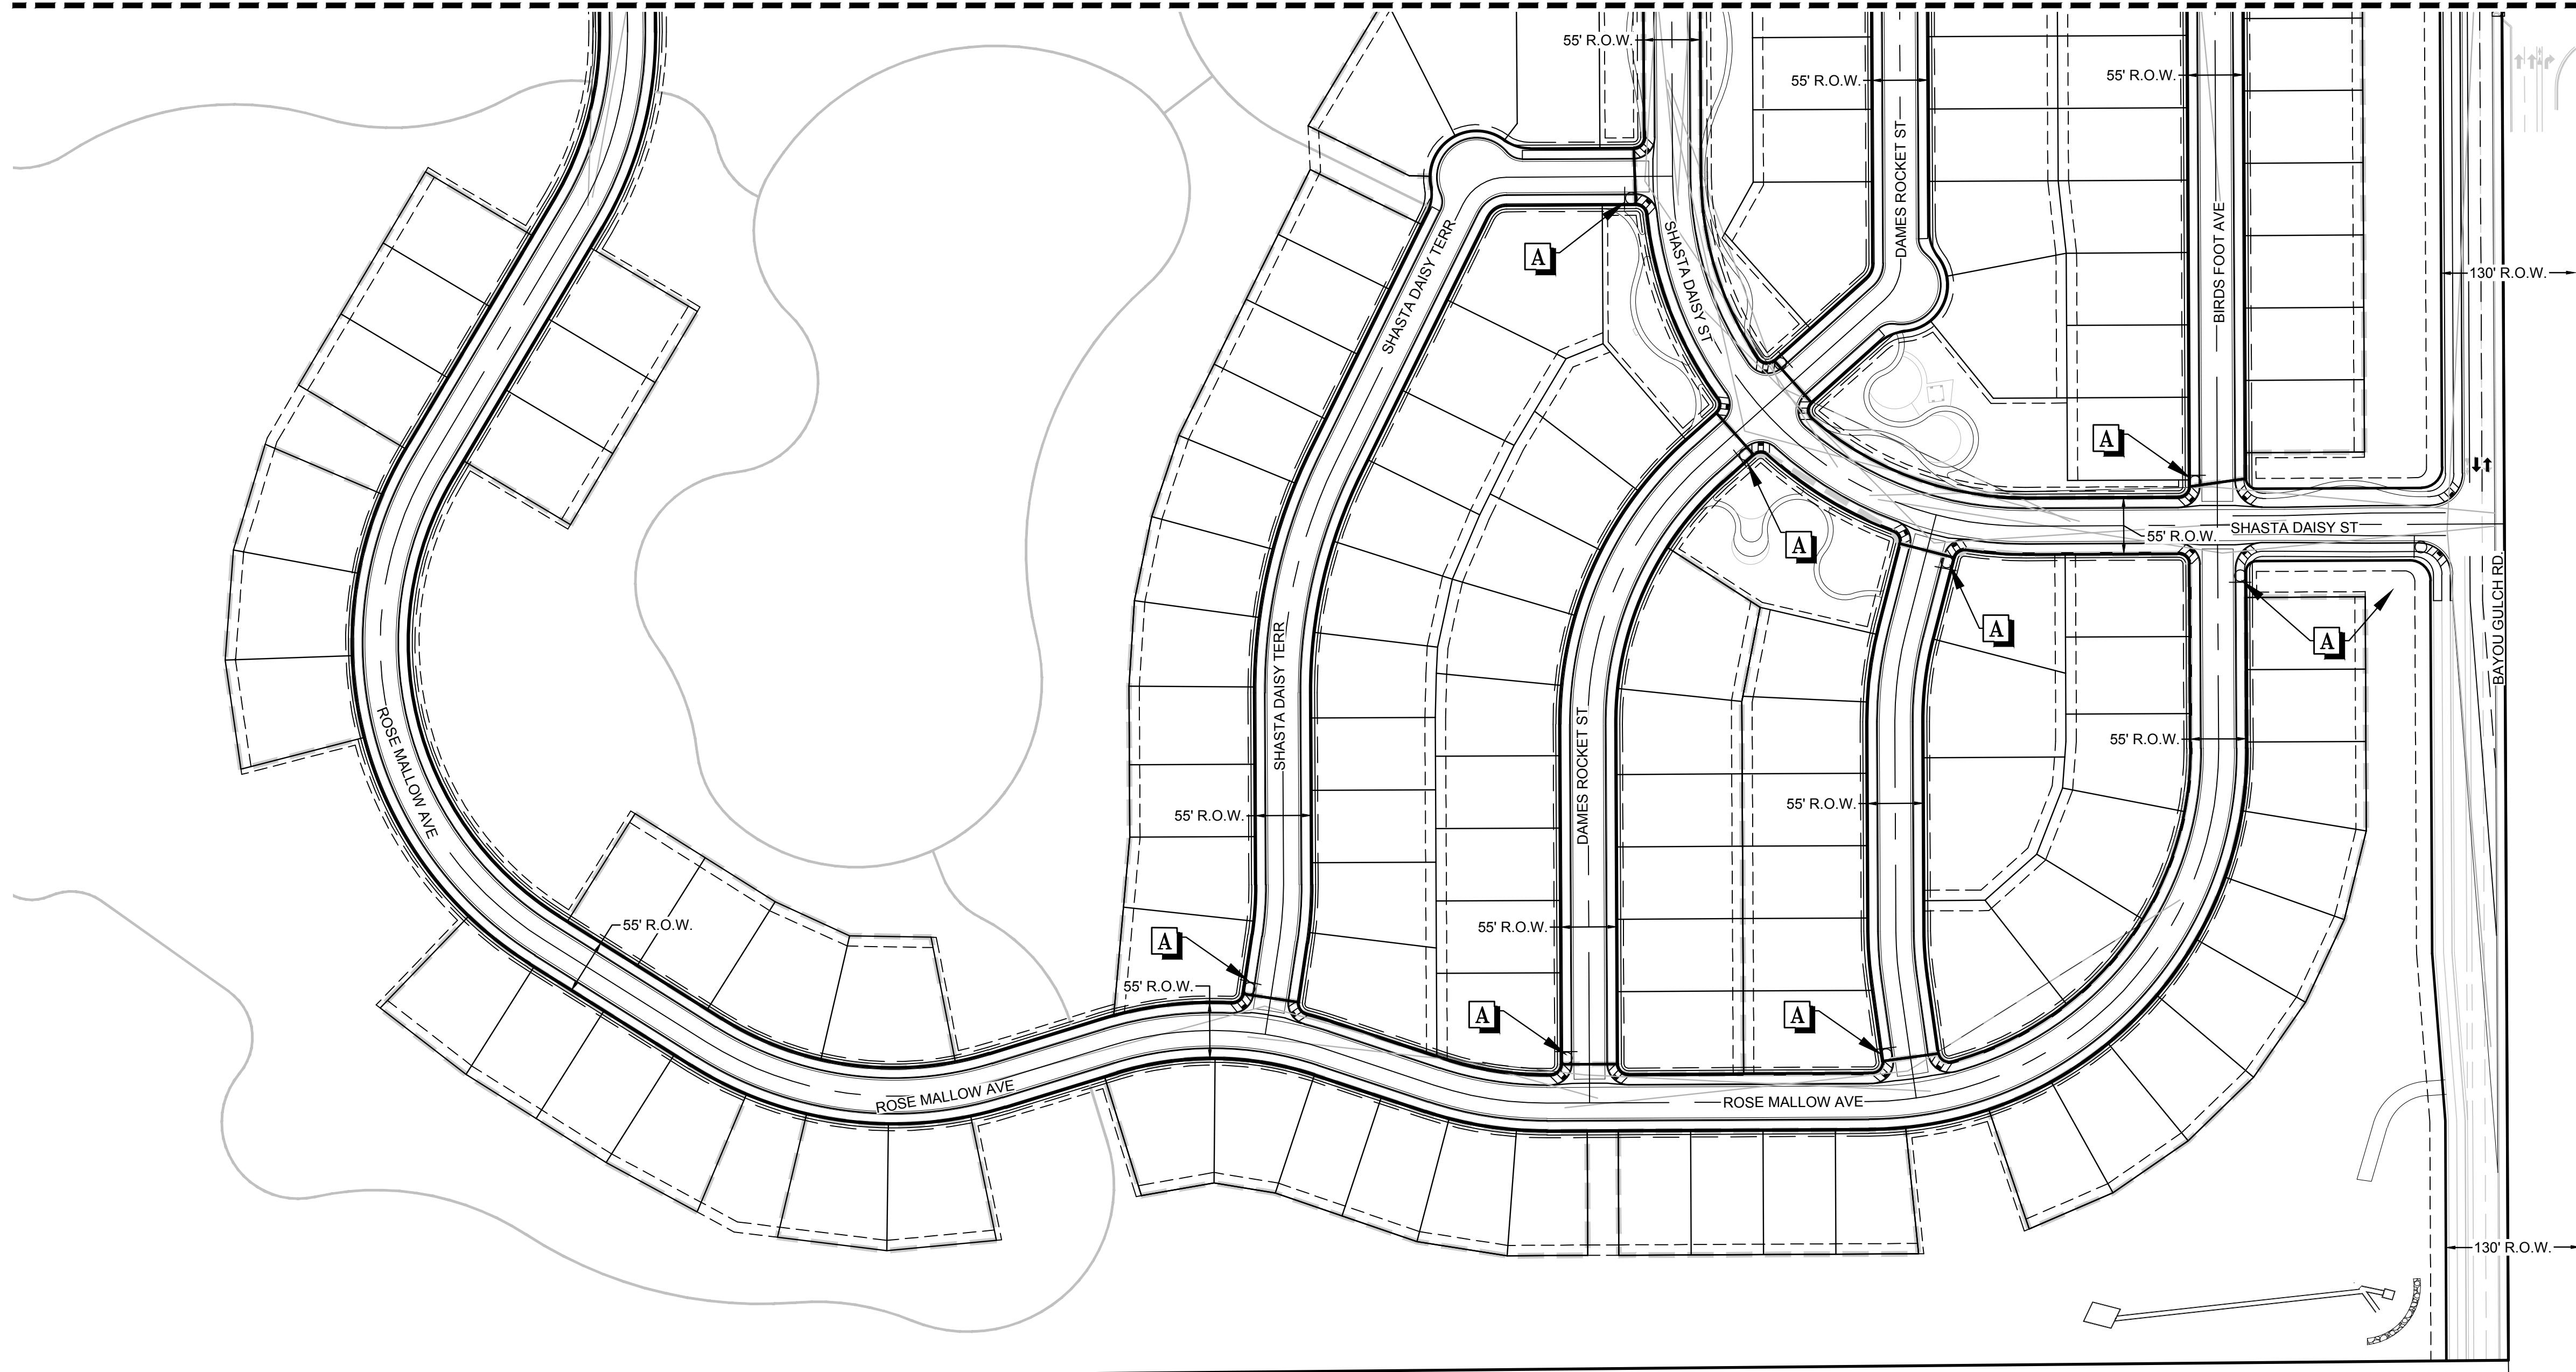 55' R.O.W.
55' R.O.W.
55' R.O.W.
DAMES ROCKET ST
BIRDS FOOT AVE
SHASTA DAISY TERR
SHASTA DAISY ST
A
130' R.O.W.
A
SHASTA DAISY ST
55' R.O.W.
A
BAYOU GULCH RD.
A
A
SHASTA DAISY TERR
DAMES ROCKET ST
55' R.O.W.
ROSE MALLOW AVE
55' R.O.W.
55' R.O.W.
55' R.O.W.
55' R.O.W.
A
55' R.O.W.
A
A
ROSE MALLOW AVE
ROSE MALLOW AVE
130' R.O.W.